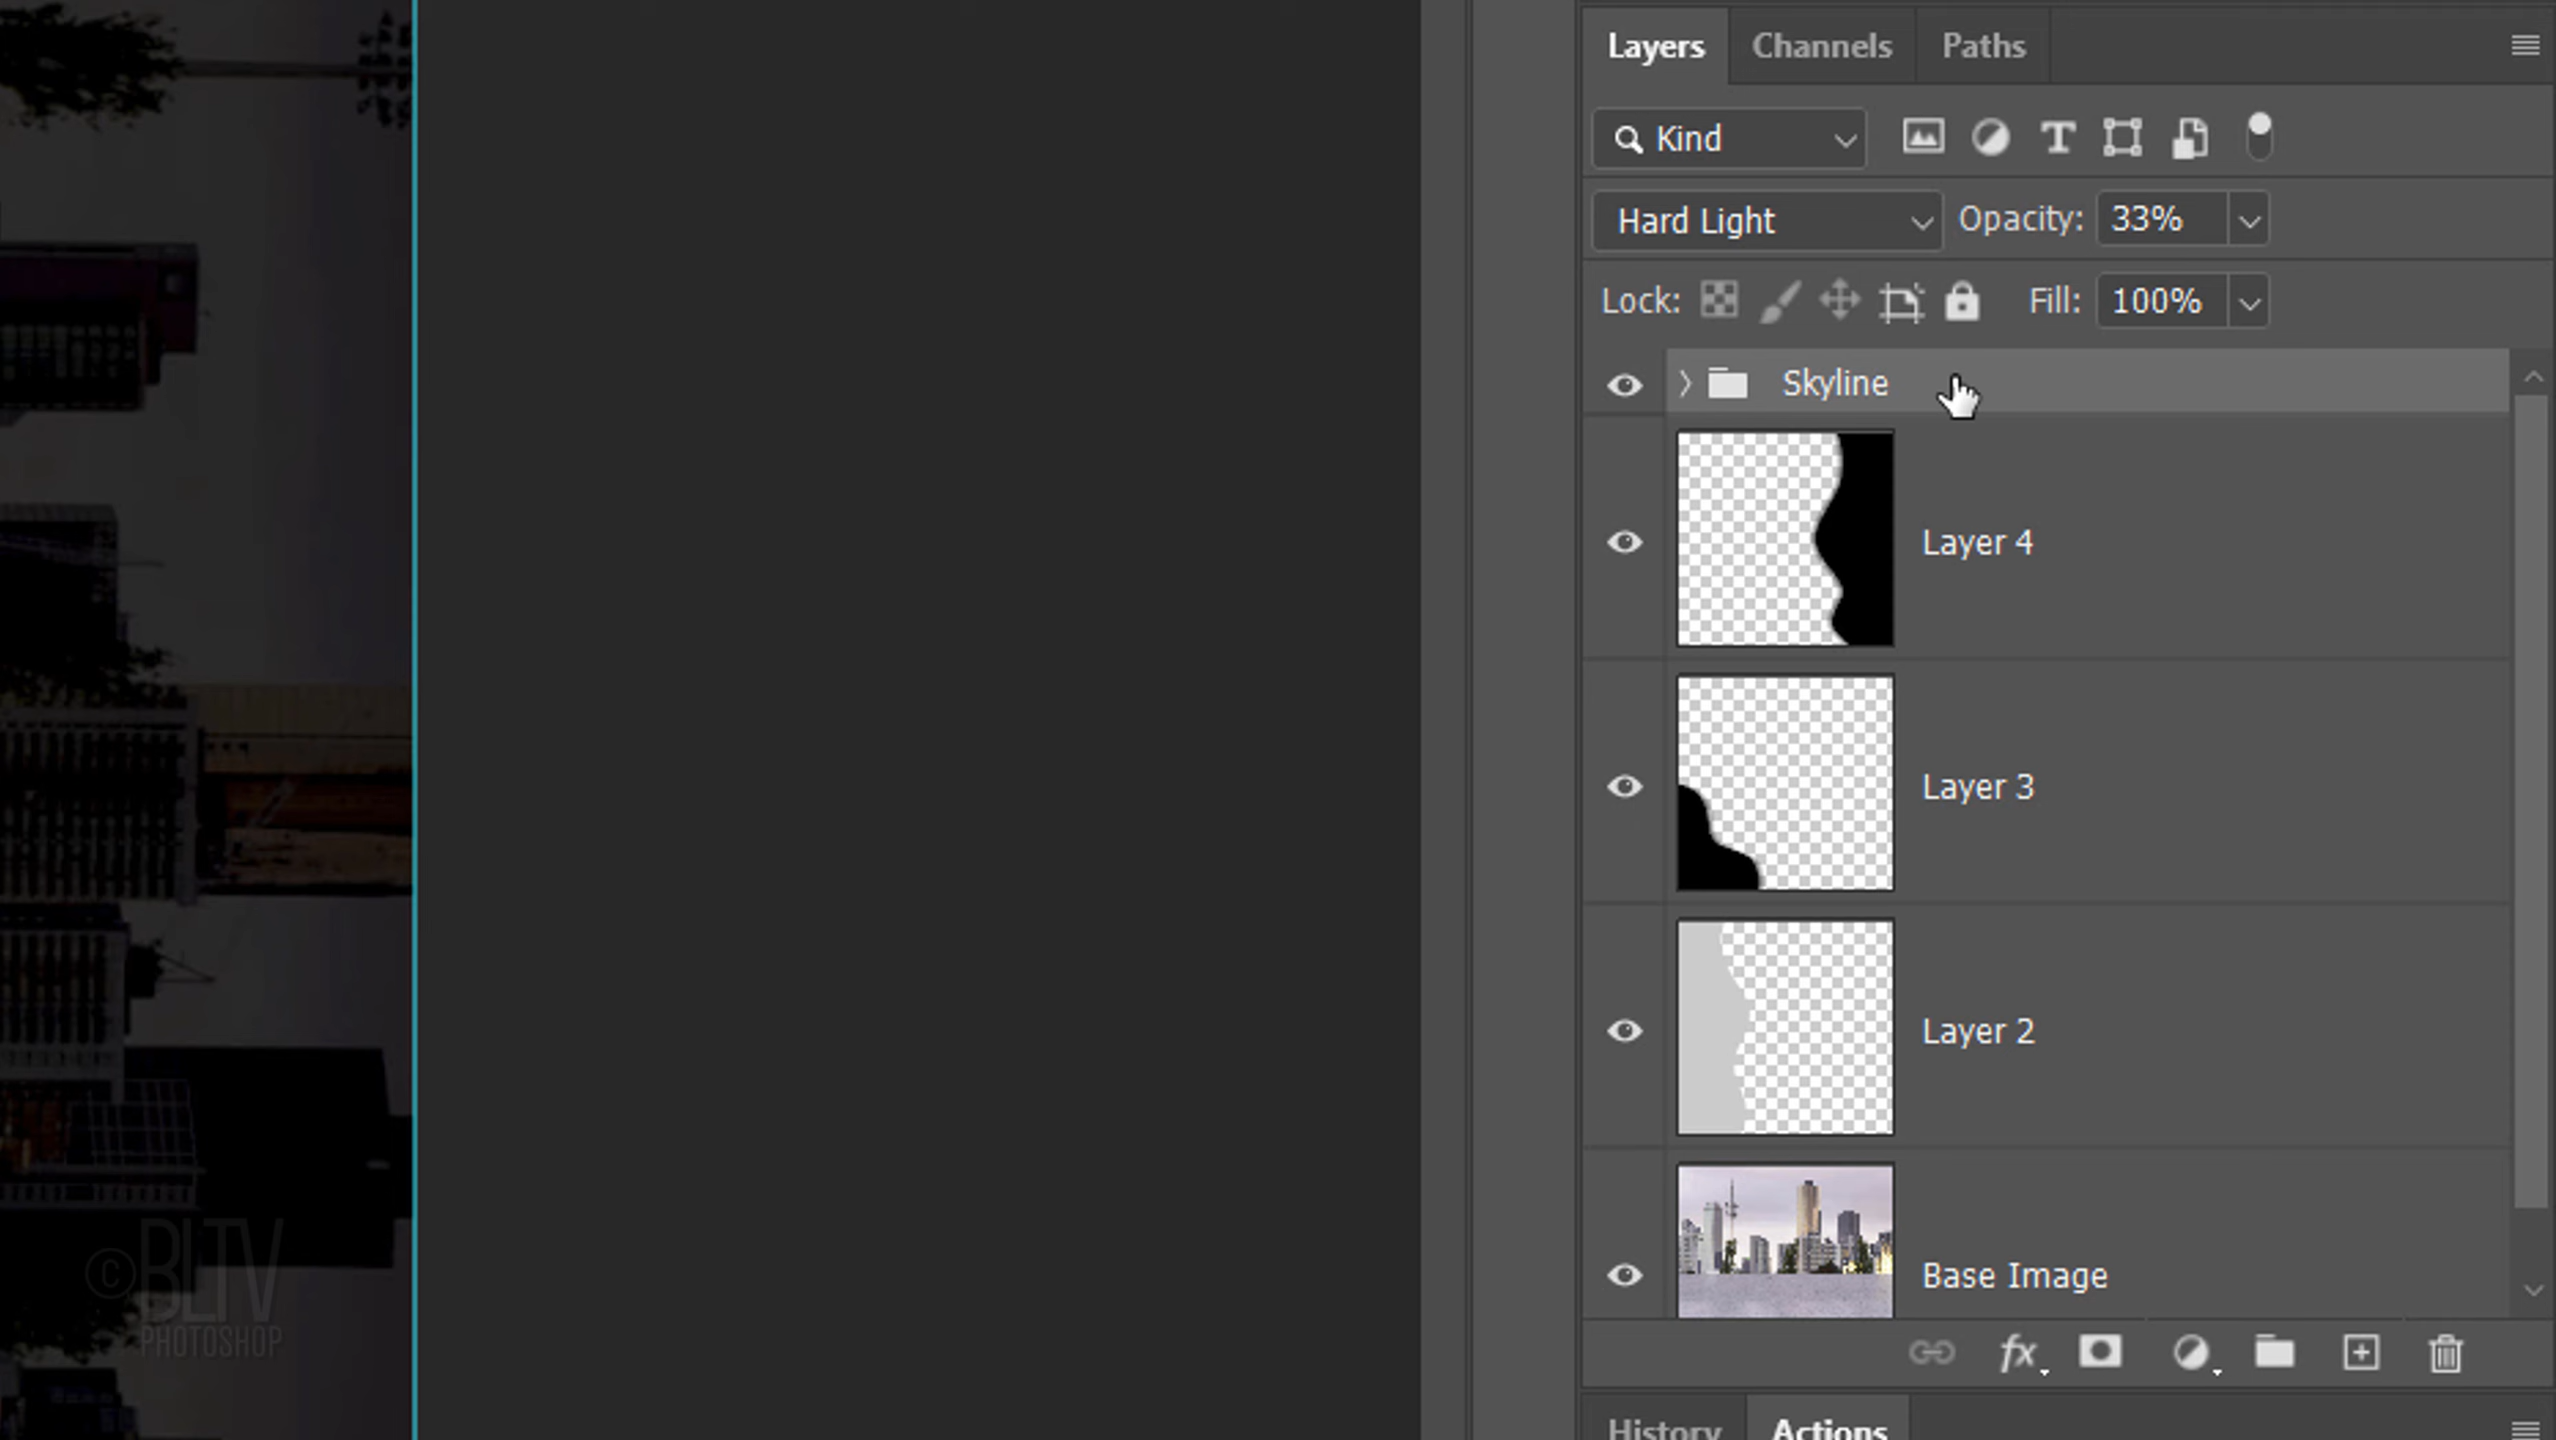 Layers Channels Paths
Kind
Hard Light Opacity: 33%
Lock: Fill: 100%
Skyline
Layer 4
Layer 3
Layer 2
Base Image
fx
© BLTV
PHOTOSHOP
History Actions